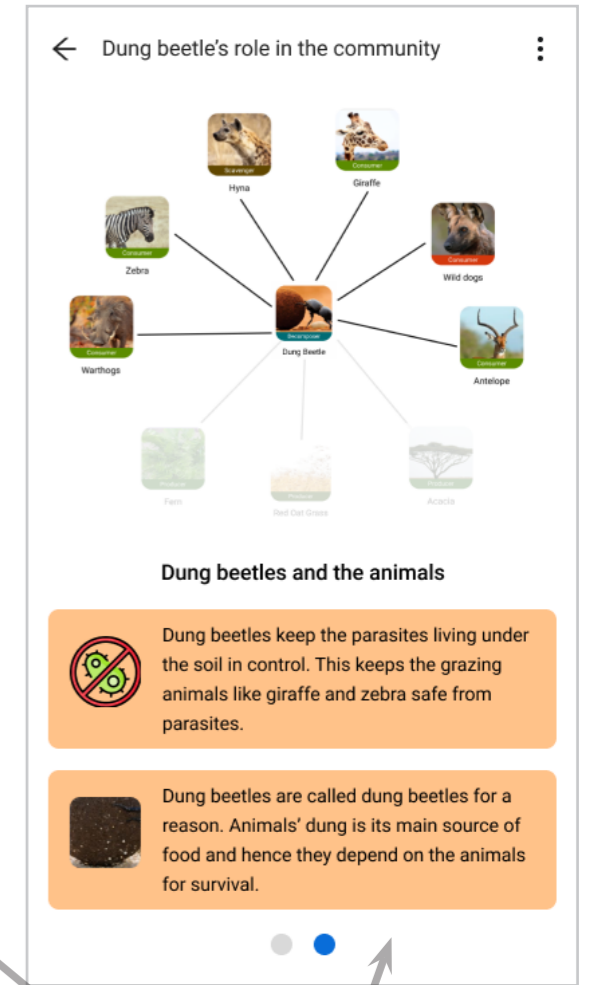 Dung beetle's role in the community
Scavenger
Hyna
Consumer
Giraffe
Consumer
Zebra
Consumer
Wild dogs
Decomposer
Dung Beetle
Consumer
Warthogs
Consumer
Antelope
Producer
Fern
Producer
Red Oat Grass
Producer
Acacia
Dung beetles and the animals
Dung beetles keep the parasites living under
the soil in control. This keeps the grazing
animals like giraffe and zebra safe from
parasites.
Dung beetles are called dung beetles for a
reason. Animals' dung is its main source of
food and hence they depend on the animals
for survival.